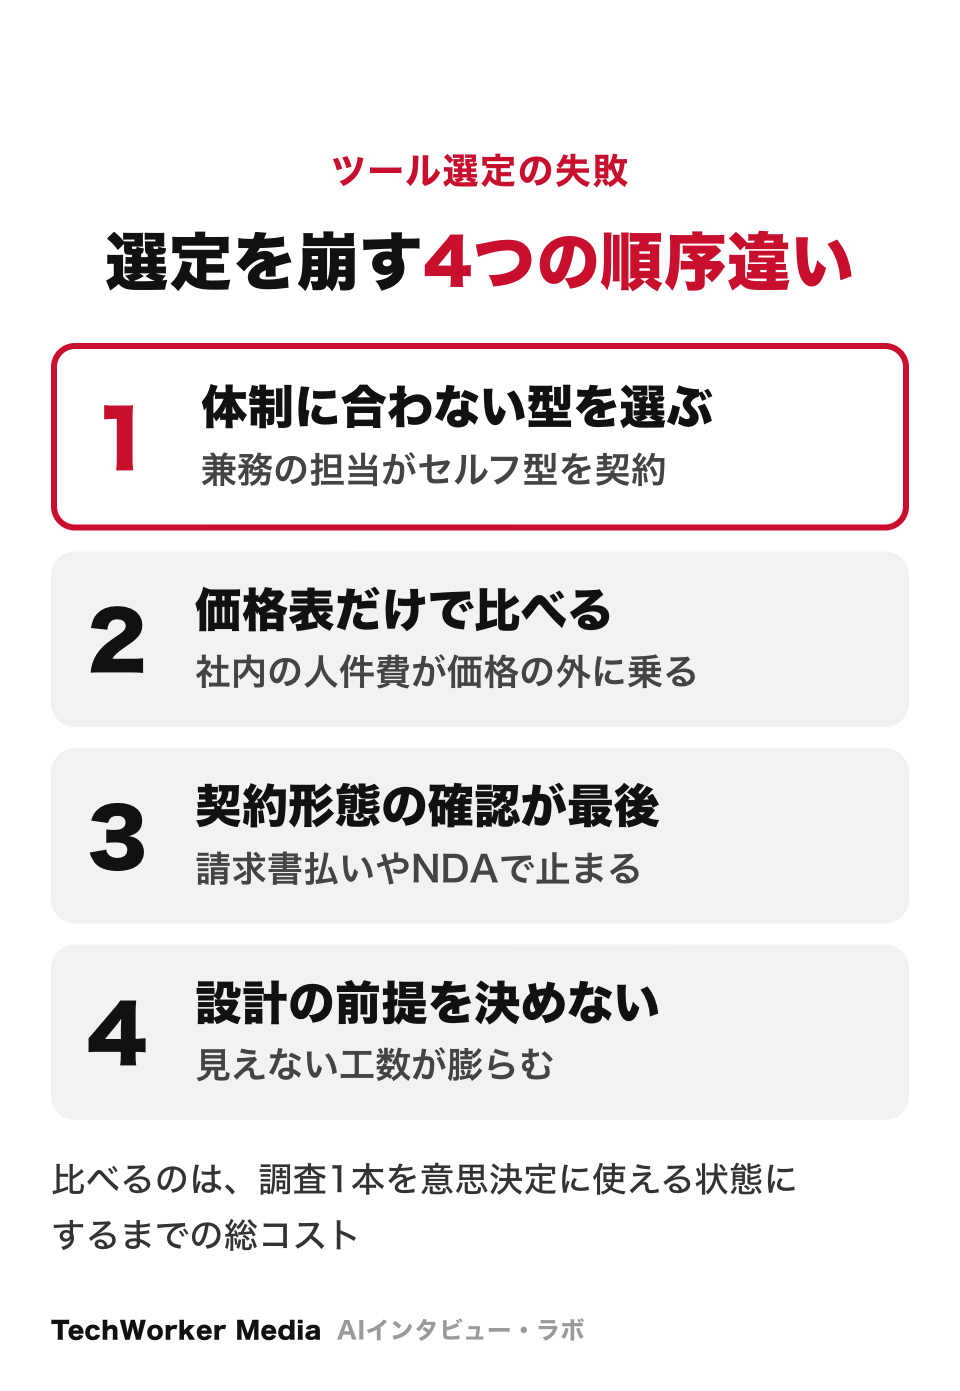 ツール選定の失敗
選定を崩す4つの順序違い
1
体制に合わない型を選ぶ
兼務の担当がセルフ型を契約
2
価格表だけで比べる
社内の人件費が価格の外に乗る
3
契約形態の確認が最後
請求書払いやNDAで止まる
4
設計の前提を決めない
見えない工数が膨らむ
比べるのは、調査1本を意思決定に使える状態に
するまでの総コスト
TechWorker Media AIインタビュー・ラボ